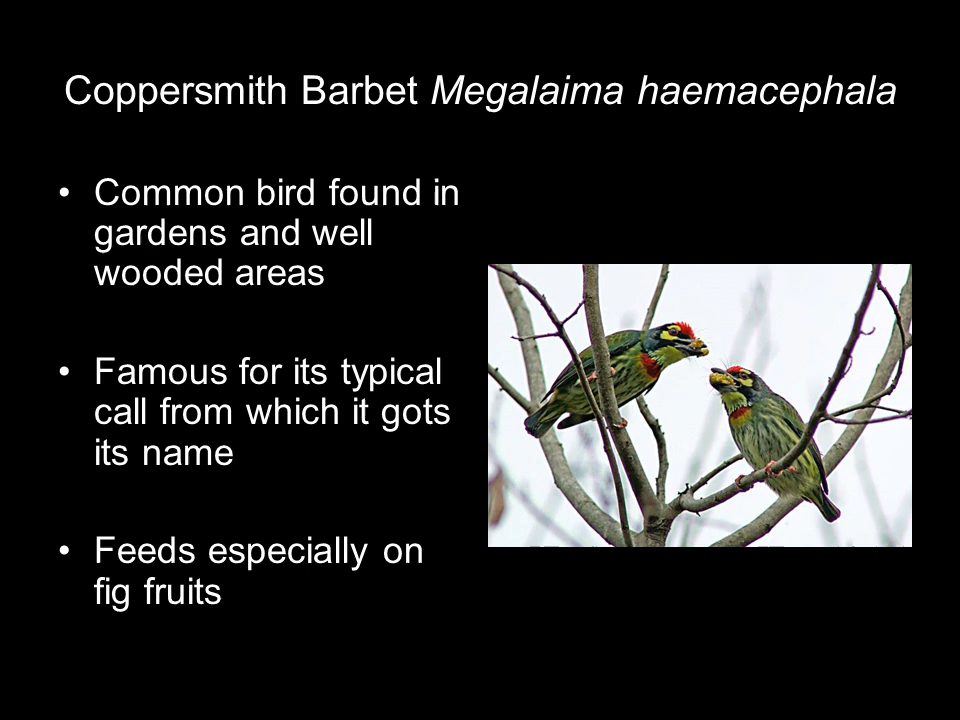 Coppersmith Barbet Megalaima haemacephala
• Common bird found in
gardens and well
wooded areas
• Famous for its typical
call from which it gots
its name
• Feeds especially on
fig fruits